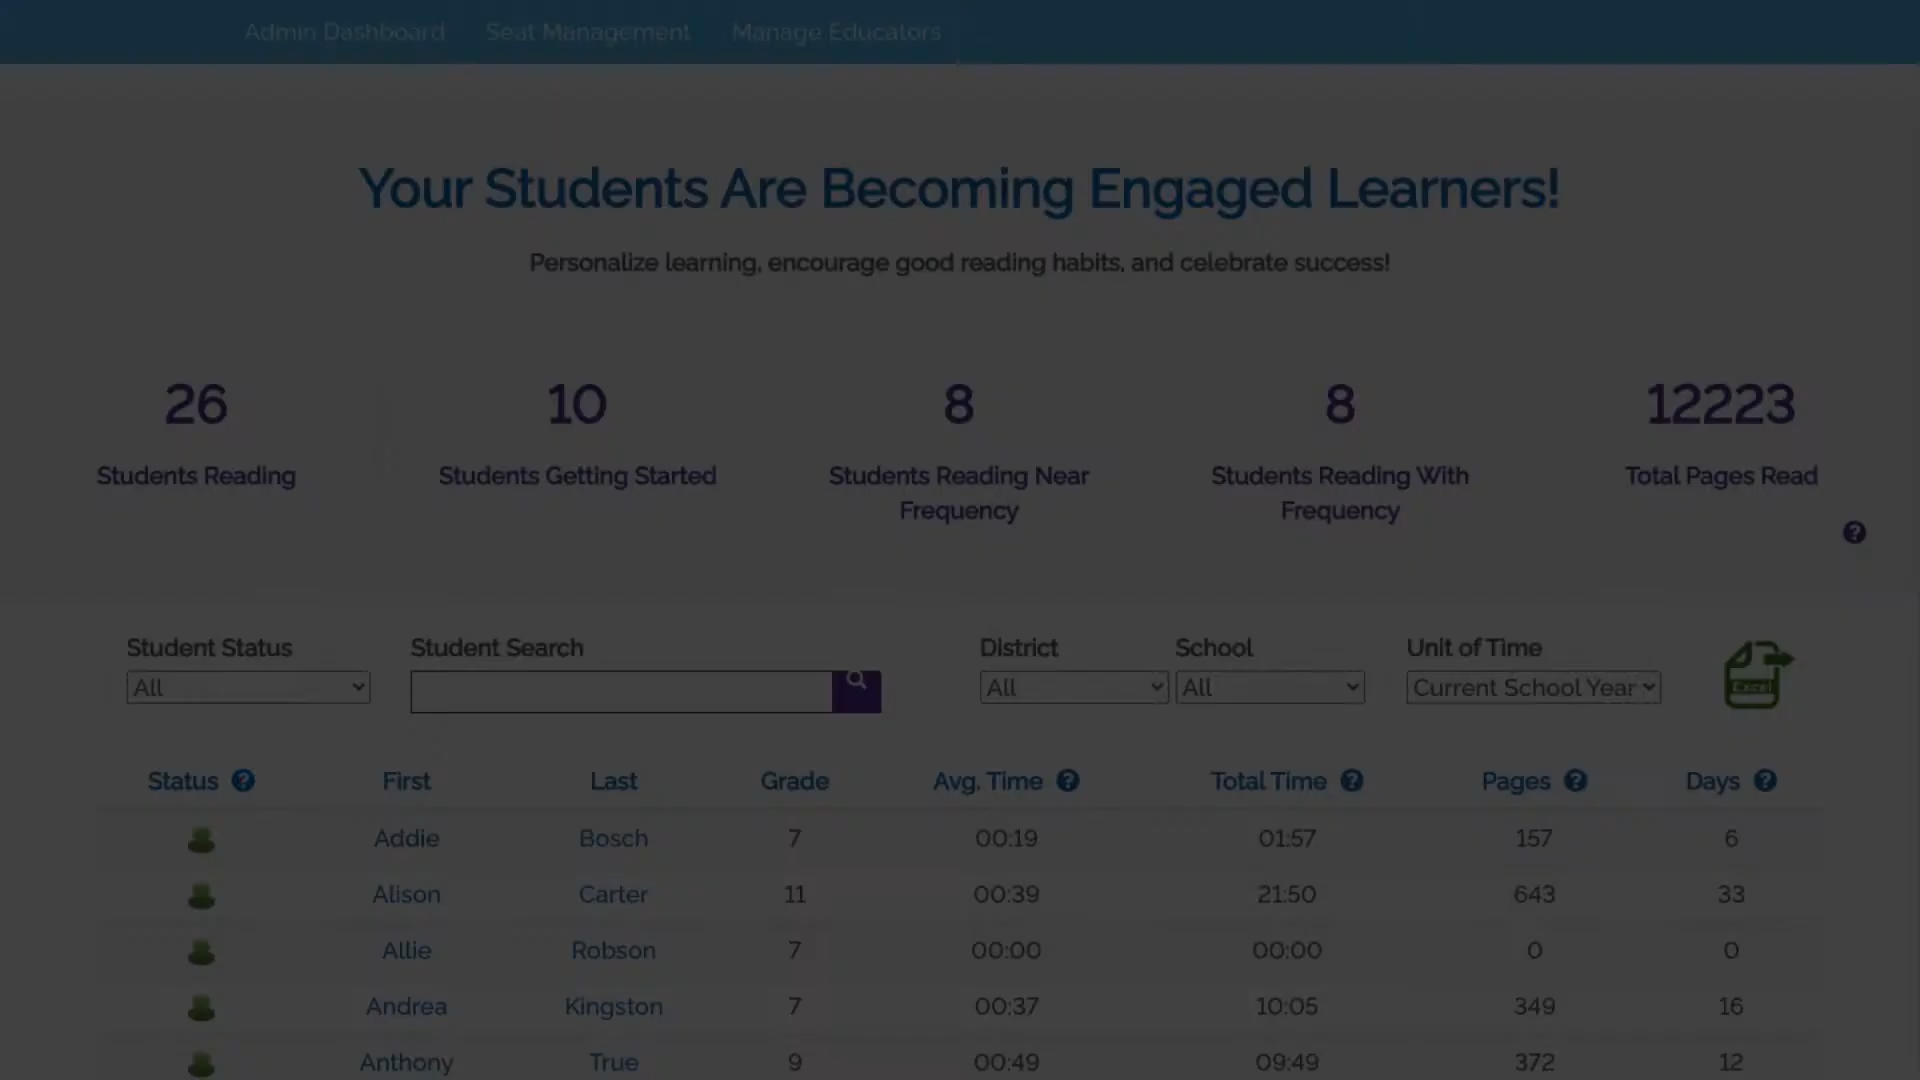 Admin Dashboard Seat Management Manage Educators
Your Students Are Becoming Engaged Learners!
Personalize learning, encourage good reading habits, and celebrate success!
26 10 8 8 12223
Students Reading Students Getting Started Students Reading Near Students Reading With Total Pages Read
Frequency Frequency
?
Student Status Student Search District School Unit of Time
All All All Current School Year Excel
Status ? First Last Grade Avg. Time ? Total Time ? Pages ? Days ?
Addie Bosch 7 00:19 01:57 157 6
Alison Carter 11 00:39 21:50 643 33
Allie Robson 7 00:00 00:00 0 0
Andrea Kingston 7 00:37 10:05 349 16
Anthony True 9 00:49 09:49 372 12